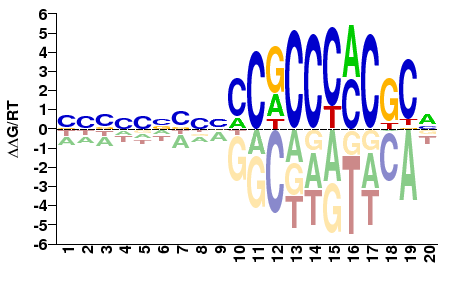 6
5
4
3
2
1
0
-1
-2
-3
-4
-5
-6
ΔΔG/RT
C C C C C C C C C C C G C C C A C G C A
A A C C
T T T T
G A A G A G G C A T
G C G A G T A
T T T
1 2 3 4 5 6 7 8 9 10 11 12 13 14 15 16 17 18 19 20